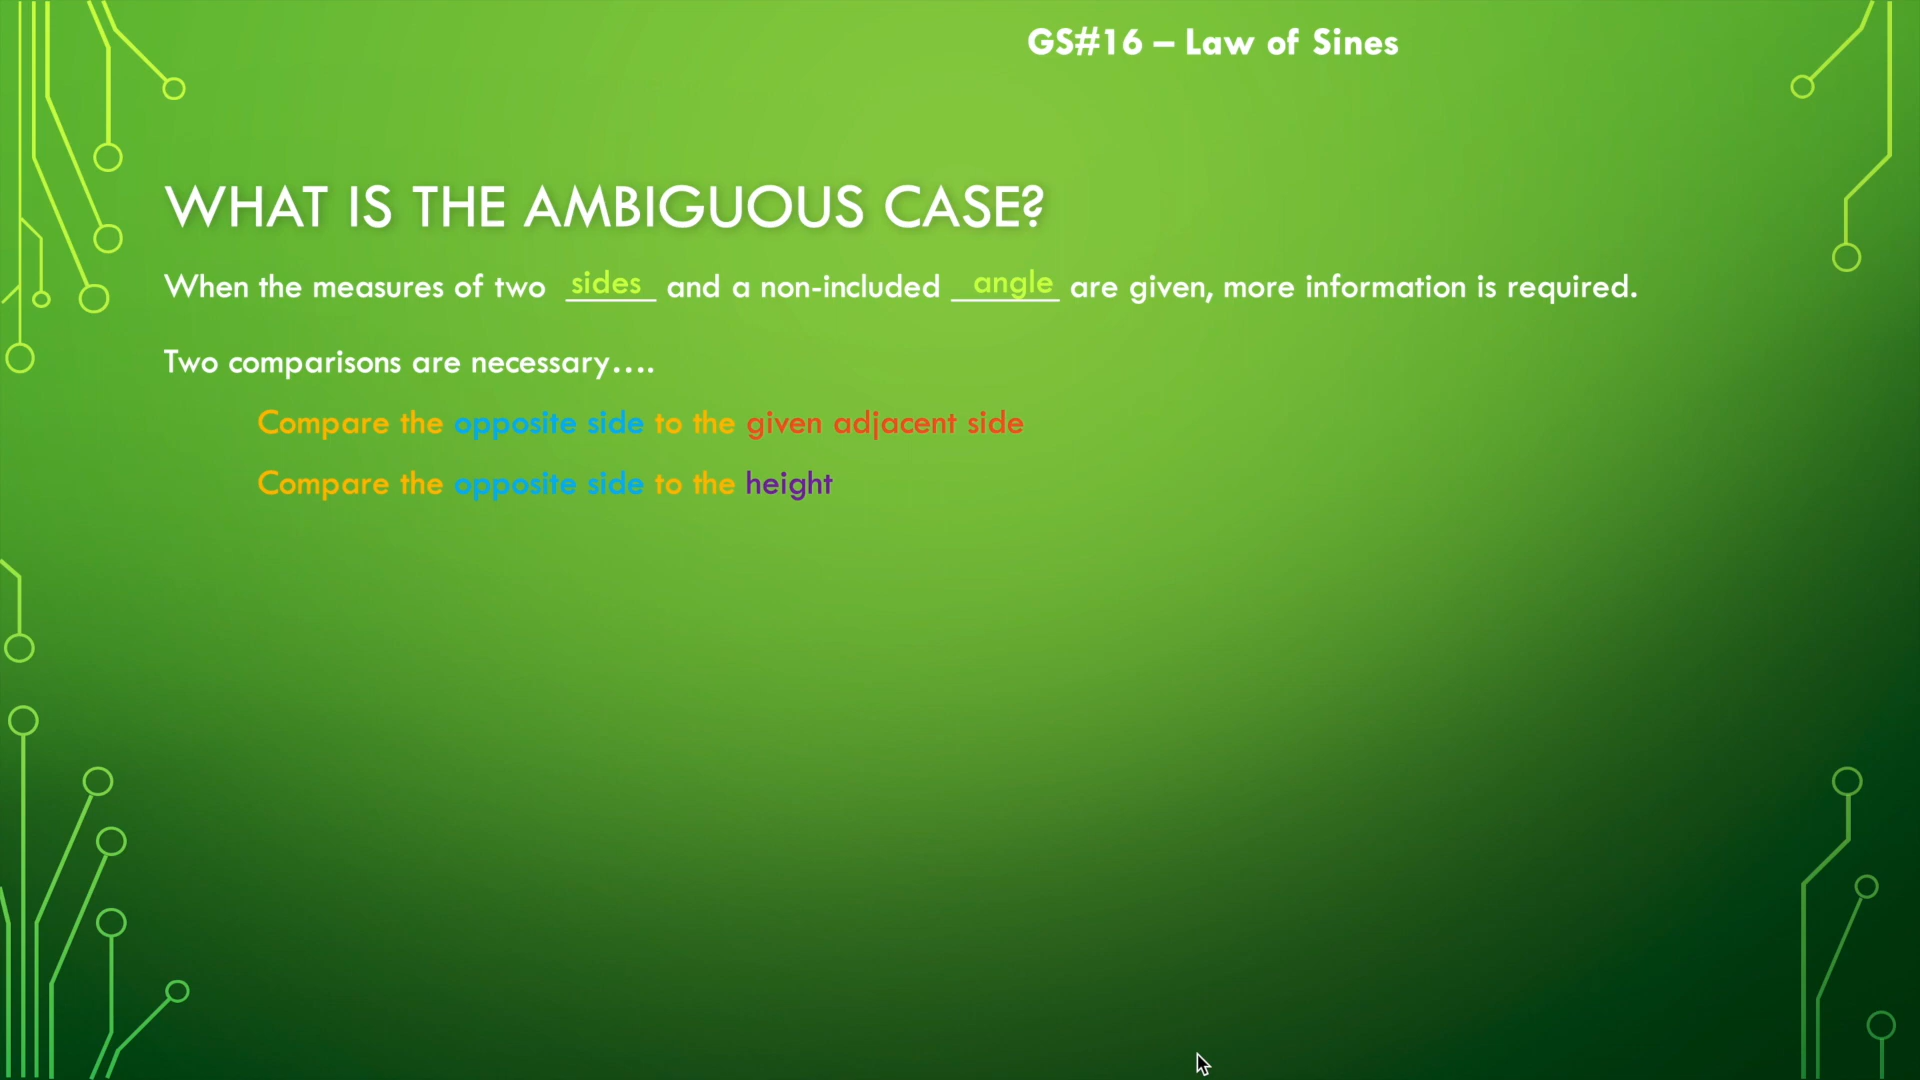 GS#16 – Law of Sines
WHAT IS THE AMBIGUOUS CASE?
When the measures of two sides and a non-included angle are given, more information is required.
Two comparisons are necessary....
Compare the opposite side to the given adjacent side
Compare the opposite side to the height